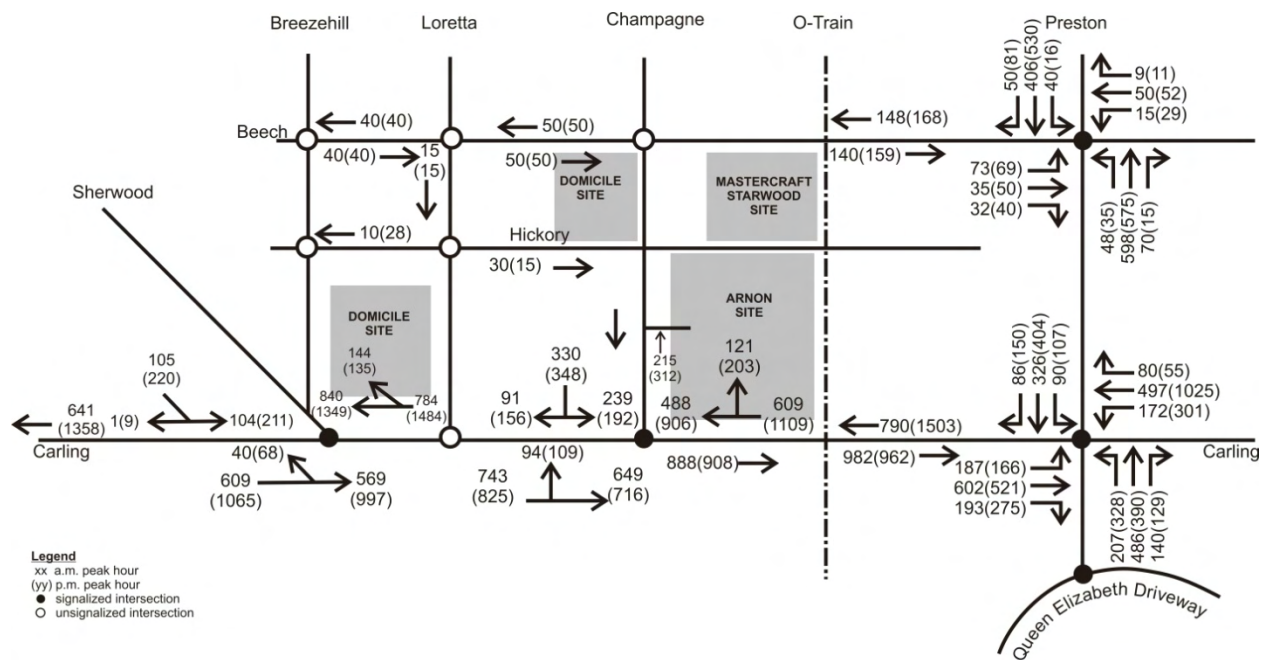 Breezehill
Loretta
Champagne
O-Train
Preston
50(81)
406(530)
40(16)
9(11)
50(52)
15(29)
Beech
40(40)
50(50)
148(168)
40(40)
15
(15)
50(50)
140(159)
73(69)
35(50)
32(40)
48(35)
598(575)
70(15)
DOMICILE
SITE
MASTERCRAFT
STARWOOD
SITE
Sherwood
10(28)
Hickory
30(15)
DOMICILE
SITE
ARNON
SITE
144
(135)
105
(220)
330
(348)
215
(312)
121
(203)
86(150)
326(404)
90(107)
80(55)
497(1025)
172(301)
641
(1358)
1(9)
104(211)
840
(1349)
784
(1484)
91
(156)
239
(192)
488
(906)
609
(1109)
790(1503)
Carling
40(68)
609
(1065)
569
(997)
94(109)
743
(825)
649
(716)
888(908)
982(962)
187(166)
602(521)
193(275)
Carling
207(328)
486(390)
140(129)
Legend
xx a.m. peak hour
(yy) p.m. peak hour
signalized intersection
unsignalized intersection
Queen Elizabeth Driveway